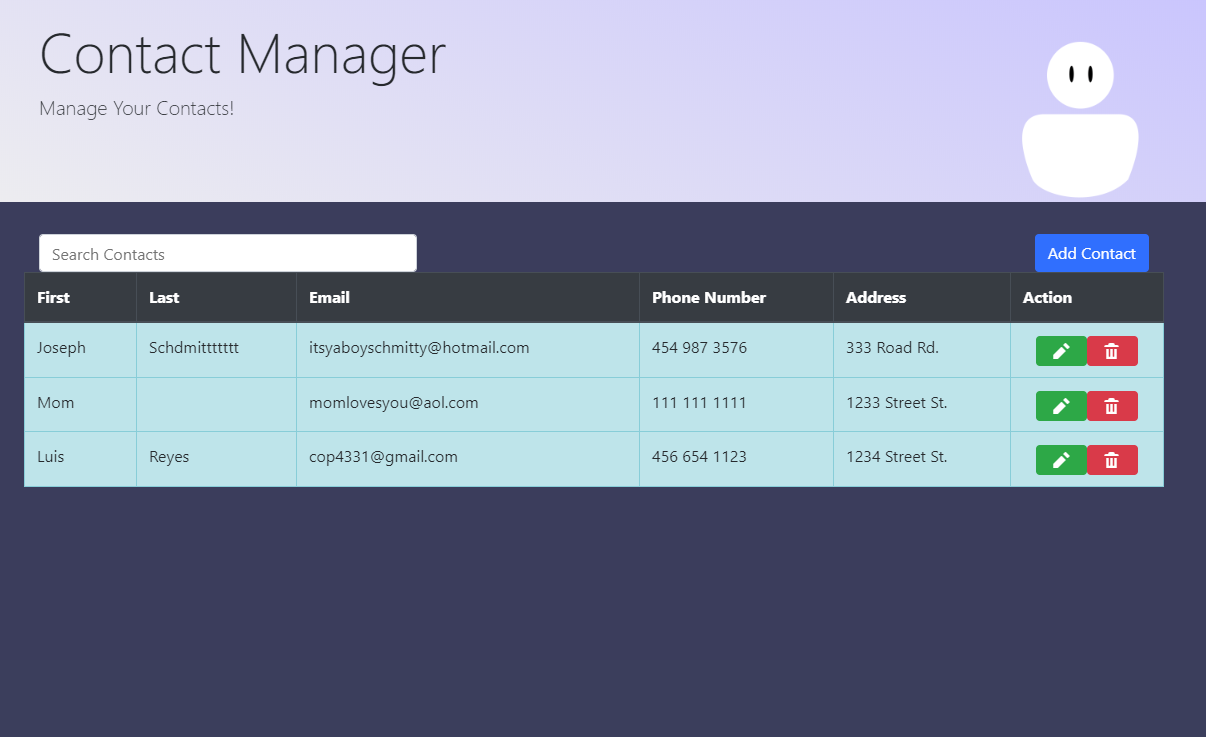 Contact Manager
Manage Your Contacts!
Search Contacts
Add Contact
First Last Email Phone Number Address Action
Joseph Schdmittttttt itsyaboyschmitty@hotmail.com 454 987 3576 333 Road Rd.
Mom momlovesyou@aol.com 111 111 1111 1233 Street St.
Luis Reyes cop4331@gmail.com 456 654 1123 1234 Street St.